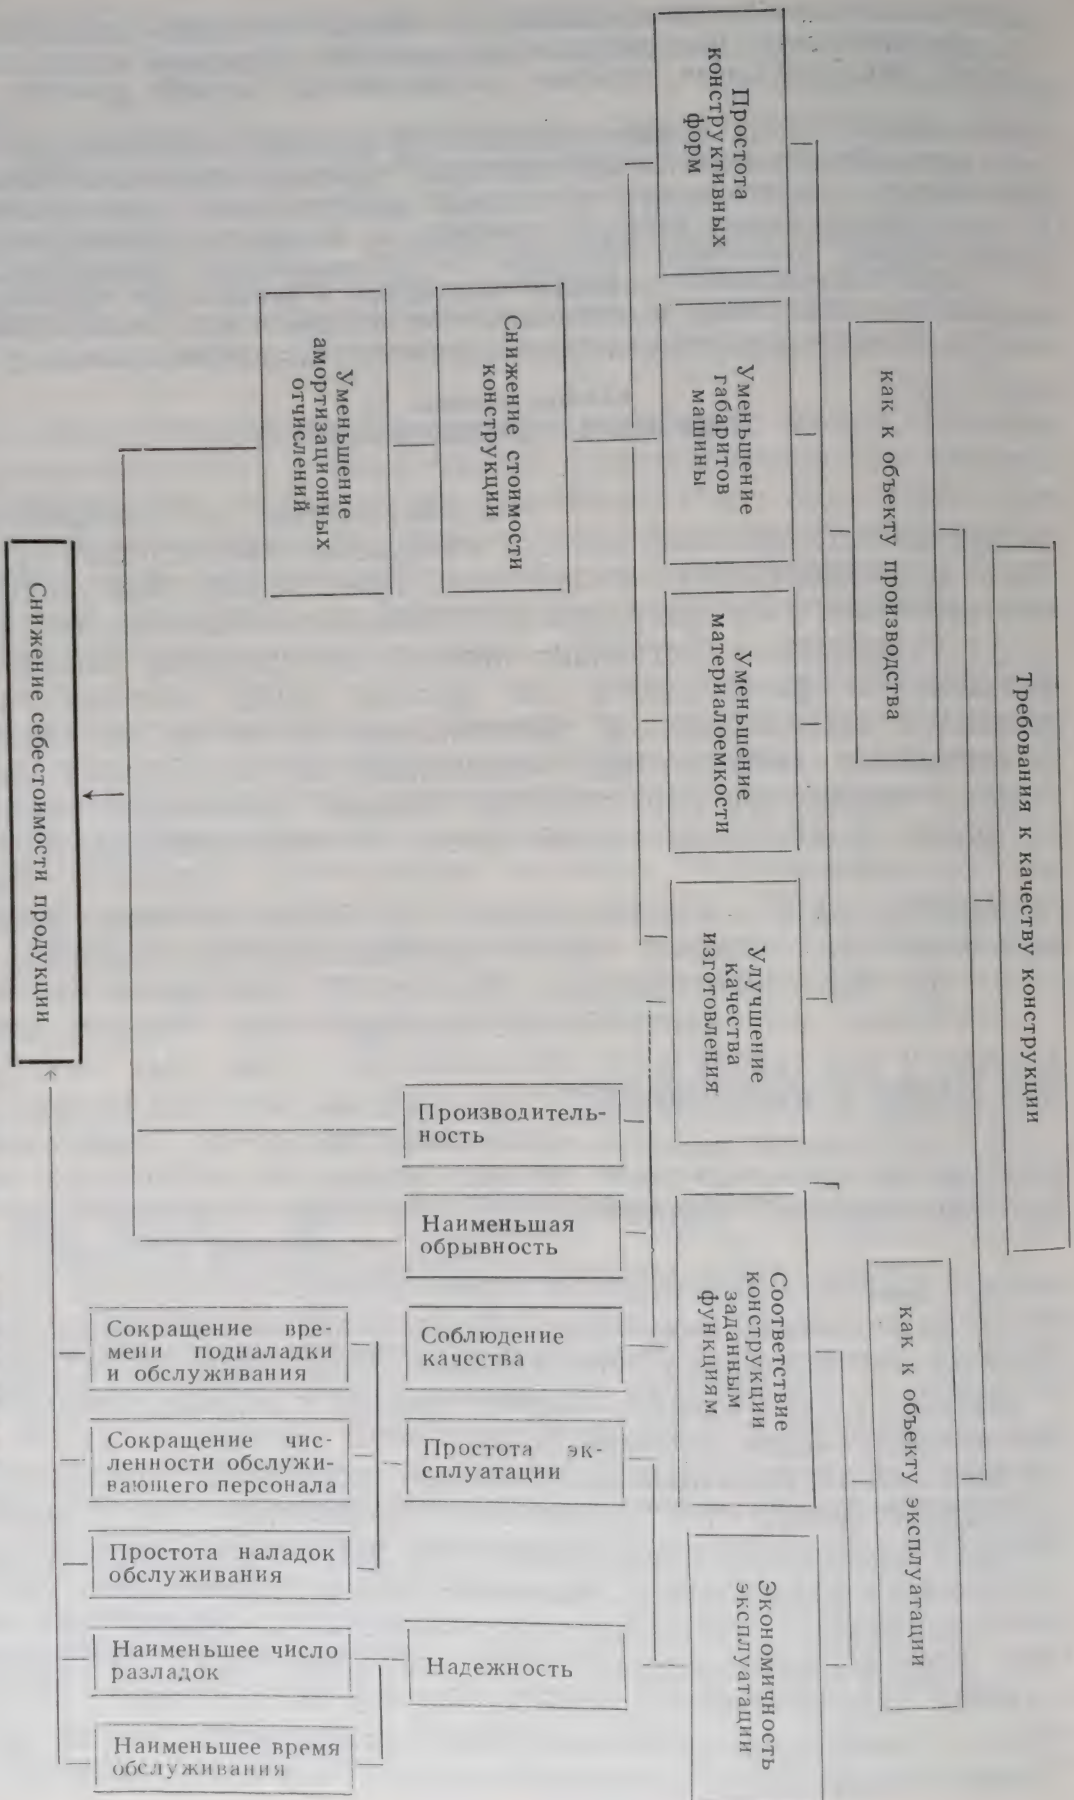 Требования к качеству конструкции
как к объекту производства
как к объекту эксплуатации
Простота
конструктивных
форм
Уменьшение
габаритов
машины
Уменьшение
материалоемкости
Улучшение
качества
изготовления
Соответствие
конструкции
заданным
функциям
Экономичность
эксплуатации
Снижение стоимости
конструкции
Уменьшение
амортизационных
отчислений
Производитель-
ность
Наименьшая
обрывность
Соблюдение
качества
Простота эк-
сплуатации
Надежность
Сокращение вре-
мени подналадки
и обслуживания
Сокращение чис-
ленности обслужи-
вающего персонала
Простота наладок
обслуживания
Наименьшее число
разладок
Наименьшее время
обслуживания
Снижение себестоимости продукции